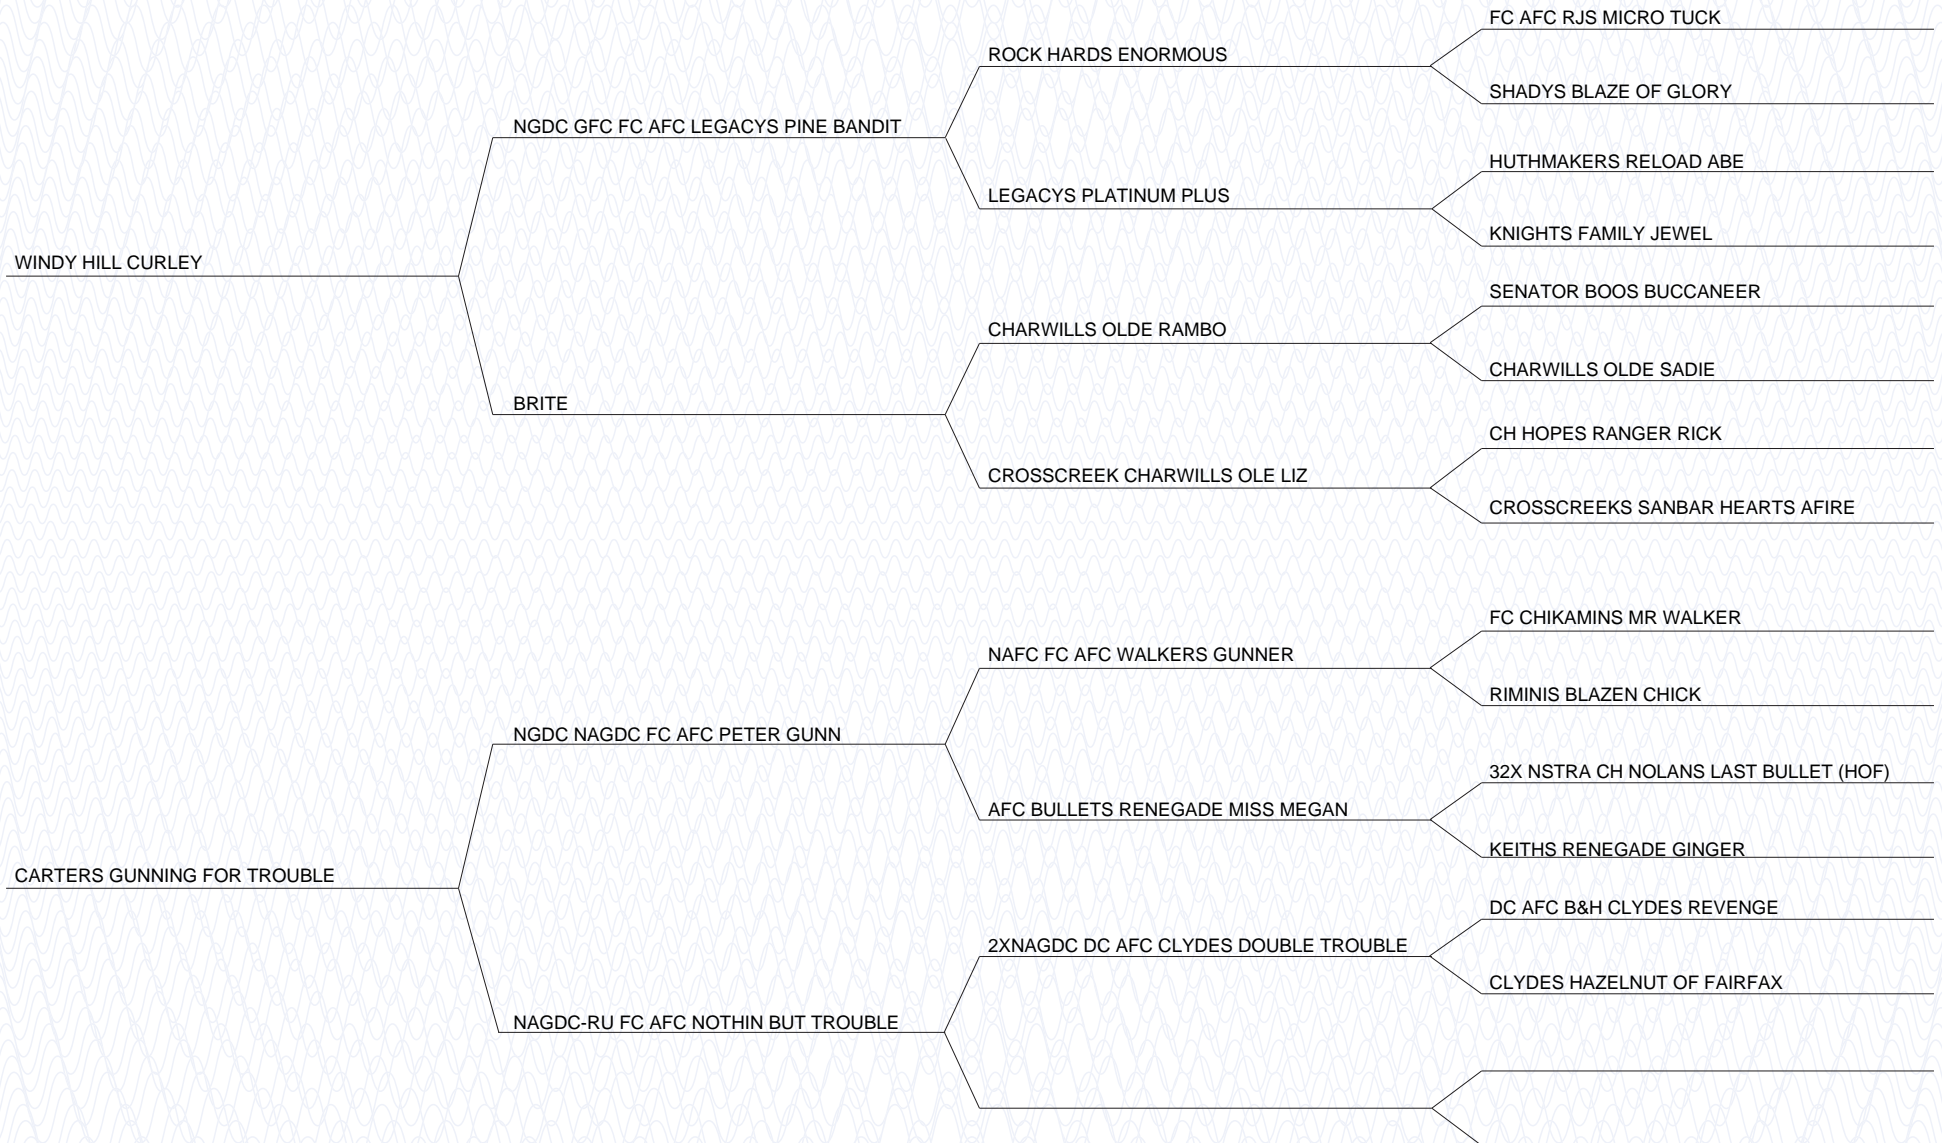 FC AFC RJS MICRO TUCK
ROCK HARDS ENORMOUS
SHADYS BLAZE OF GLORY
NGDC GFC FC AFC LEGACYS PINE BANDIT
HUTHMAKERS RELOAD ABE
LEGACYS PLATINUM PLUS
KNIGHTS FAMILY JEWEL
WINDY HILL CURLEY
SENATOR BOOS BUCCANEER
CHARWILLS OLDE RAMBO
CHARWILLS OLDE SADIE
BRITE
CH HOPES RANGER RICK
CROSSCREEK CHARWILLS OLE LIZ
CROSSCREEKS SANBAR HEARTS AFIRE
FC CHIKAMINS MR WALKER
NAFC FC AFC WALKERS GUNNER
RIMINIS BLAZEN CHICK
NGDC NAGDC FC AFC PETER GUNN
32X NSTRA CH NOLANS LAST BULLET (HOF)
AFC BULLETS RENEGADE MISS MEGAN
KEITHS RENEGADE GINGER
CARTERS GUNNING FOR TROUBLE
DC AFC B&H CLYDES REVENGE
2XNAGDC DC AFC CLYDES DOUBLE TROUBLE
CLYDES HAZELNUT OF FAIRFAX
NAGDC-RU FC AFC NOTHIN BUT TROUBLE